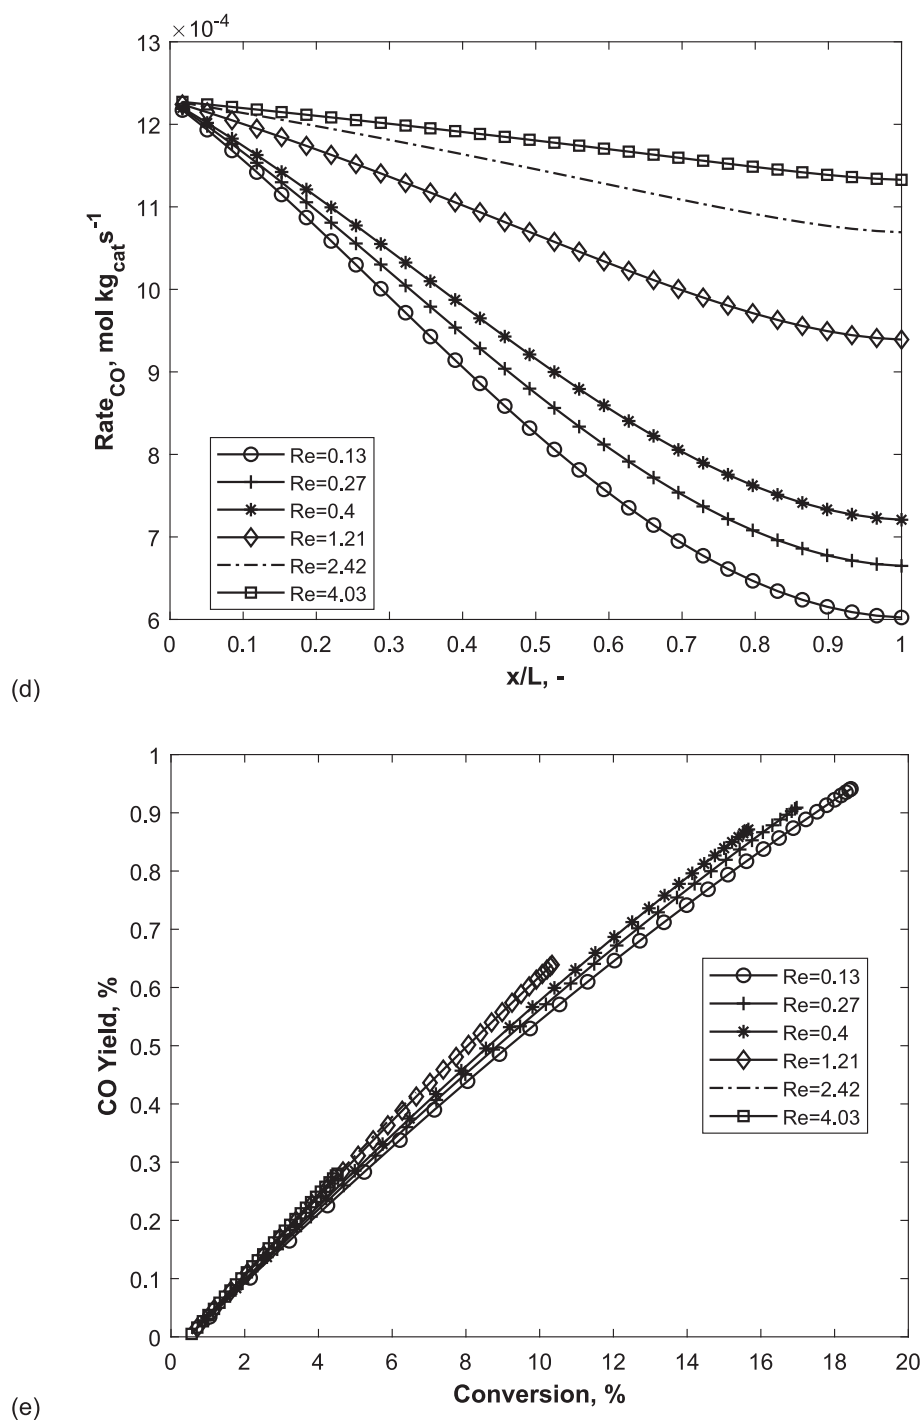 ×10⁻⁴
13
12
11
10
9
8
7
6
Rate_CO, mol kg_cat s⁻¹
Re=0.13
Re=0.27
Re=0.4
Re=1.21
Re=2.42
Re=4.03
0 0.1 0.2 0.3 0.4 0.5 0.6 0.7 0.8 0.9 1
x/L, -
(d)
1
0.9
0.8
0.7
0.6
0.5
0.4
0.3
0.2
0.1
0
CO Yield, %
Re=0.13
Re=0.27
Re=0.4
Re=1.21
Re=2.42
Re=4.03
0 2 4 6 8 10 12 14 16 18 20
Conversion, %
(e)